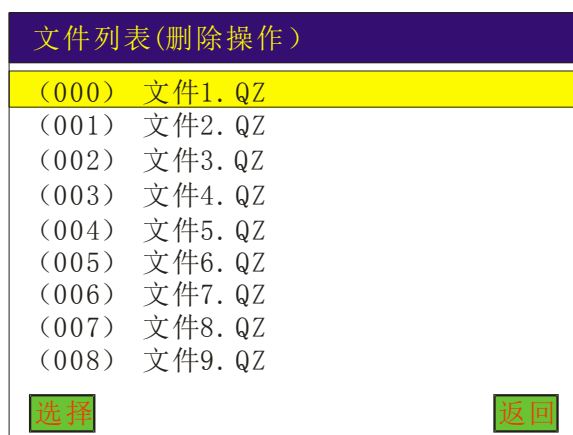 文件列表(删除操作）
（000） 文件1.QZ
（001） 文件2.QZ
（002） 文件3.QZ
（003） 文件4.QZ
（004） 文件5.QZ
（005） 文件6.QZ
（006） 文件7.QZ
（007） 文件8.QZ
（008） 文件9.QZ
选择 返回